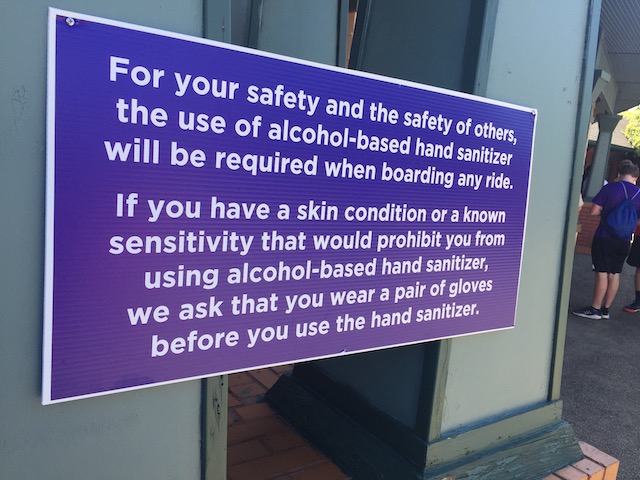 For your safety and the safety of others,
the use of alcohol-based hand sanitizer
will be required when boarding any ride.
If you have a skin condition or a known
sensitivity that would prohibit you from
using alcohol-based hand sanitizer,
we ask that you wear a pair of gloves
before you use the hand sanitizer.